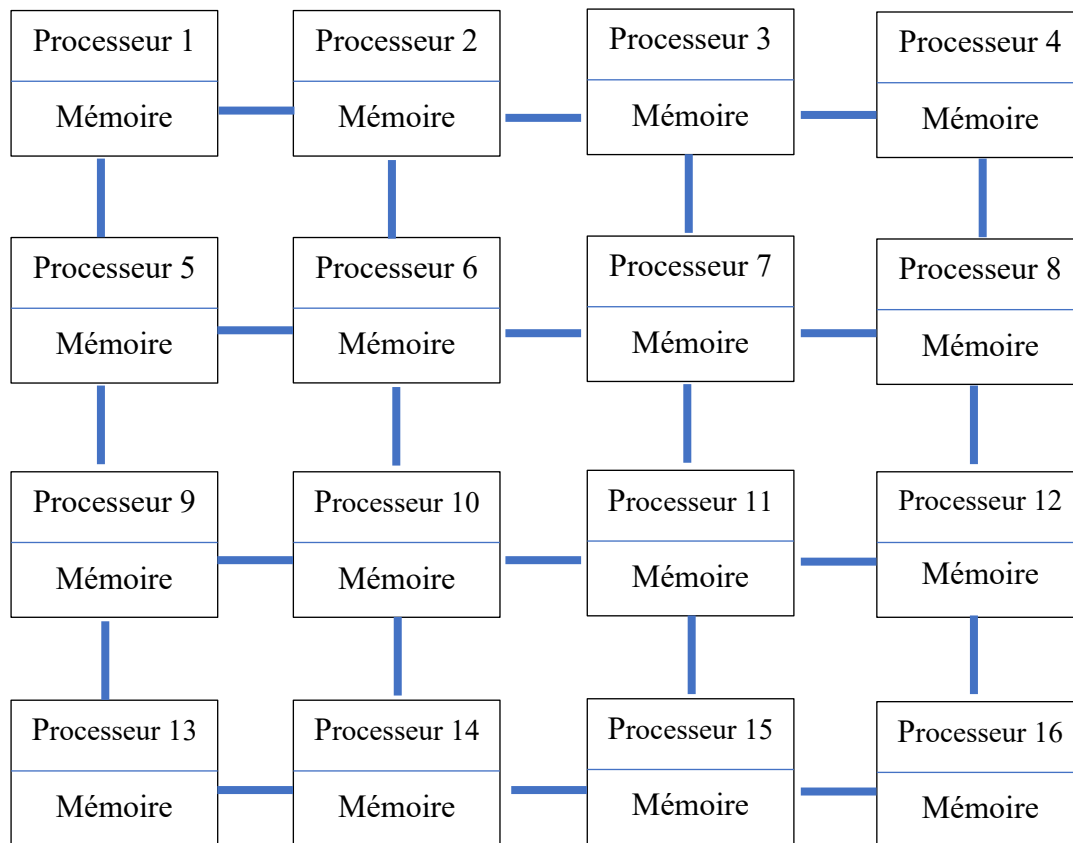 Processeur 1
Mémoire
Processeur 2
Mémoire
Processeur 3
Mémoire
Processeur 4
Mémoire
Processeur 5
Mémoire
Processeur 6
Mémoire
Processeur 7
Mémoire
Processeur 8
Mémoire
Processeur 9
Mémoire
Processeur 10
Mémoire
Processeur 11
Mémoire
Processeur 12
Mémoire
Processeur 13
Mémoire
Processeur 14
Mémoire
Processeur 15
Mémoire
Processeur 16
Mémoire